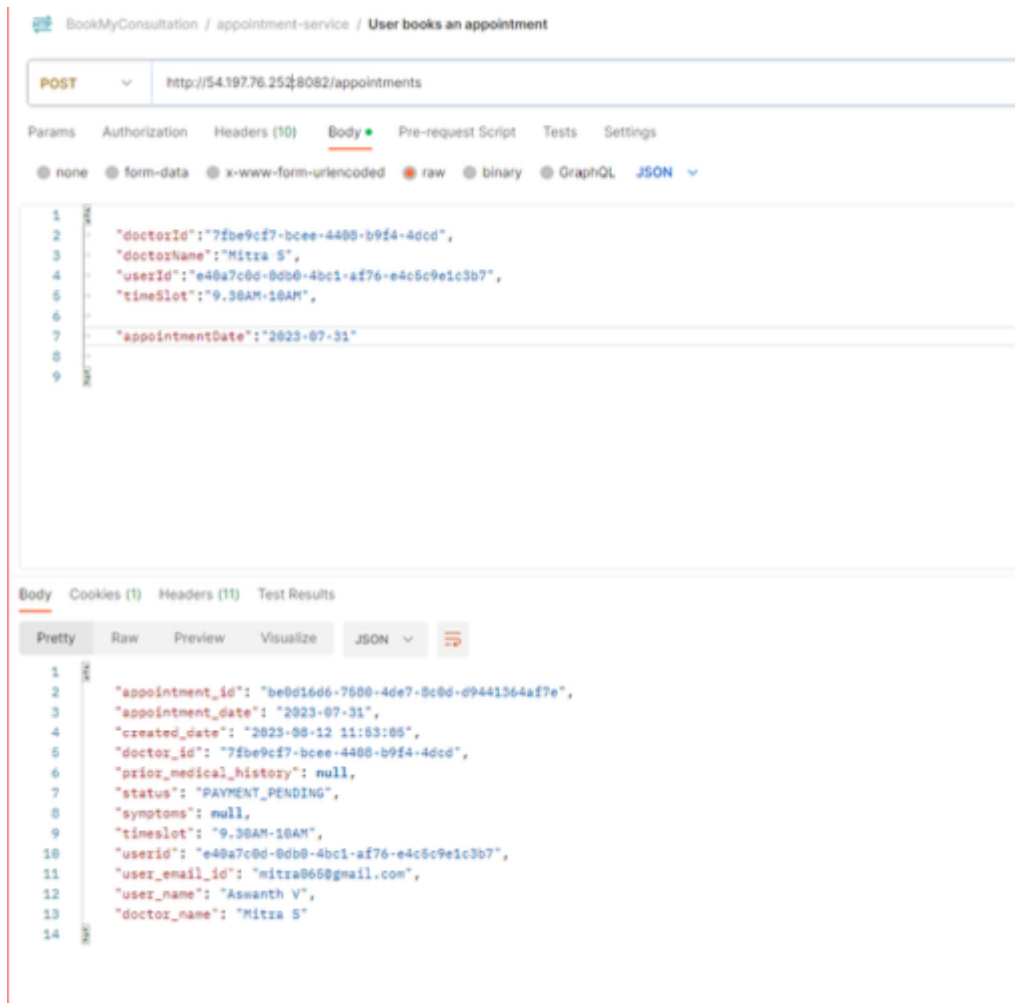 BookMyConsultation / appointment-service / User books an appointment
POST http://54.197.76.252:8082/appointments
Params Authorization Headers (10) Body Pre-request Script Tests Settings
none form-data x-www-form-urlencoded raw binary GraphQL JSON
1
2 "doctorId":"7fbe9cf7-bcee-4408-b9f4-4dcd",
3 "doctorName":"Mitra S",
4 "userId":"e40a7c0d-0db0-4bc1-af76-e4c5c9e1c3b7",
5 "timeSlot":"9.30AM-10AM",
6
7 "appointmentDate":"2023-07-31"
8
9
Body Cookies (1) Headers (11) Test Results
Pretty Raw Preview Visualize JSON
1
2 "appointment_id": "be0d16d6-7580-4de7-8c0d-d9441364af7e",
3 "appointment_date": "2023-07-31",
4 "created_date": "2023-08-12 11:53:05",
5 "doctor_id": "7fbe9cf7-bcee-4408-b9f4-4dcd",
6 "prior_medical_history": null,
7 "status": "PAYMENT_PENDING",
8 "symptoms": null,
9 "timeslot": "9.30AM-10AM",
10 "userid": "e40a7c0d-0db0-4bc1-af76-e4c5c9e1c3b7",
11 "user_email_id": "mitra065@gmail.com",
12 "user_name": "Aswanth V",
13 "doctor_name": "Mitra S"
14